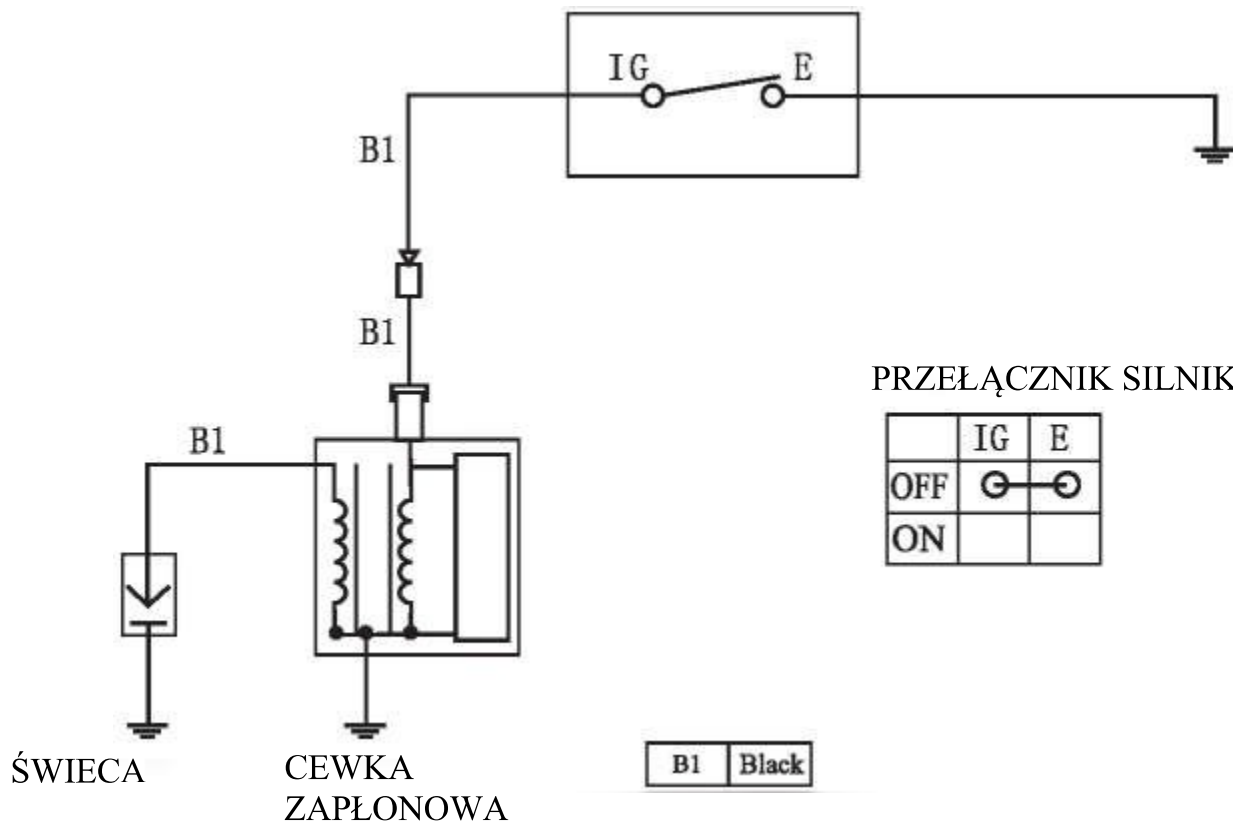 IG E
B1
B1
B1
PRZEŁĄCZNIK SILNIK
IG E
OFF
ON
ŚWIECA
CEWKA
ZAPŁONOWA
B1 Black